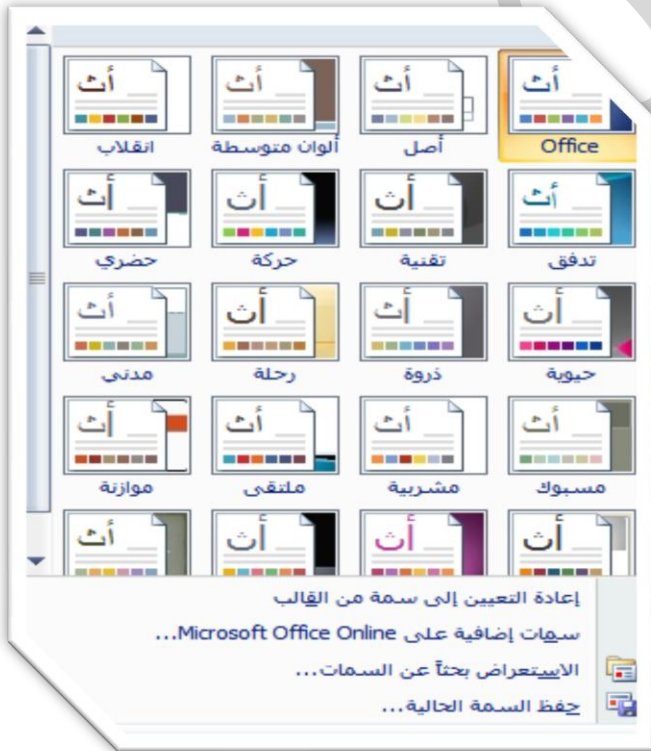 أث أث أث أث
Office أصل ألوان متوسطة انقلاب
أث أث أث أث
تدفق تقنية حركة حضري
أث أث أث أث
حيوية ذروة رحلة مدني
أث أث أث أث
مسبوك مشربية ملتقى موازنة
أث أث أث أث
إعادة التعيين إلى سمة من القالب
سمات إضافية على Microsoft Office Online...
الاستعراض بحثاً عن السمات...
حفظ السمة الحالية...